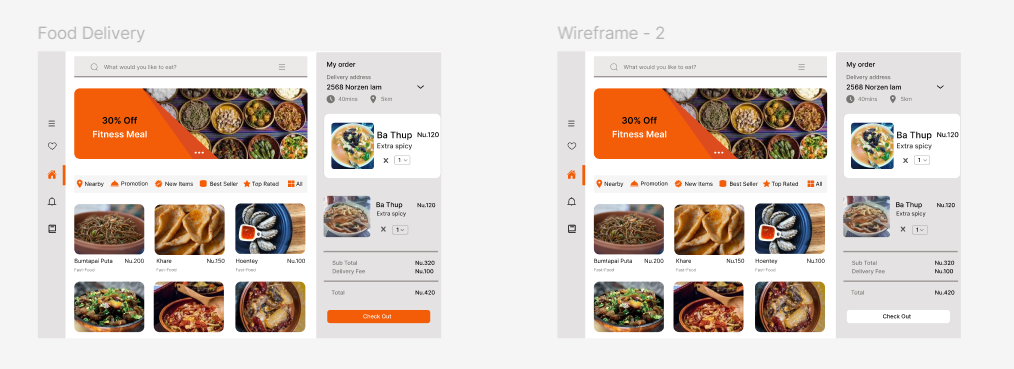 Food Delivery
What would you like to eat?
30% Off
Fitness Meal
Nearby Promotion New Items Best Seller Top Rated All
Bumtapai Puta Nu.200
Fast-Food
Khare Nu.150
Fast-Food
Hoentey Nu.100
Fast-Food
My order
Delivery address
2568 Norzen lam
40mins 5km
Ba Thup Nu.120
Extra spicy
1
Ba Thup Nu.120
Extra spicy
1
Sub Total Nu.320
Delivery Fee Nu.100
Total Nu.420
Check Out
Wireframe - 2
What would you like to eat?
30% Off
Fitness Meal
Nearby Promotion New Items Best Seller Top Rated All
Bumtapai Puta Nu.200
Fast-Food
Khare Nu.150
Fast-Food
Hoentey Nu.100
Fast-Food
My order
Delivery address
2568 Norzen lam
40mins 5km
Ba Thup Nu.120
Extra spicy
1
Ba Thup Nu.120
Extra spicy
1
Sub Total Nu.320
Delivery Fee Nu.100
Total Nu.420
Check Out